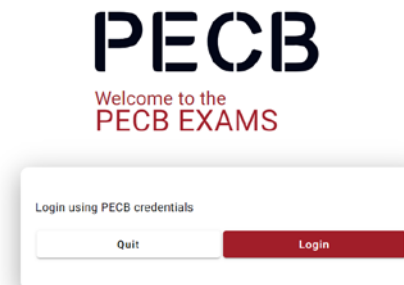 PECB
Welcome to the
PECB EXAMS
Login using PECB credentials
Quit
Login